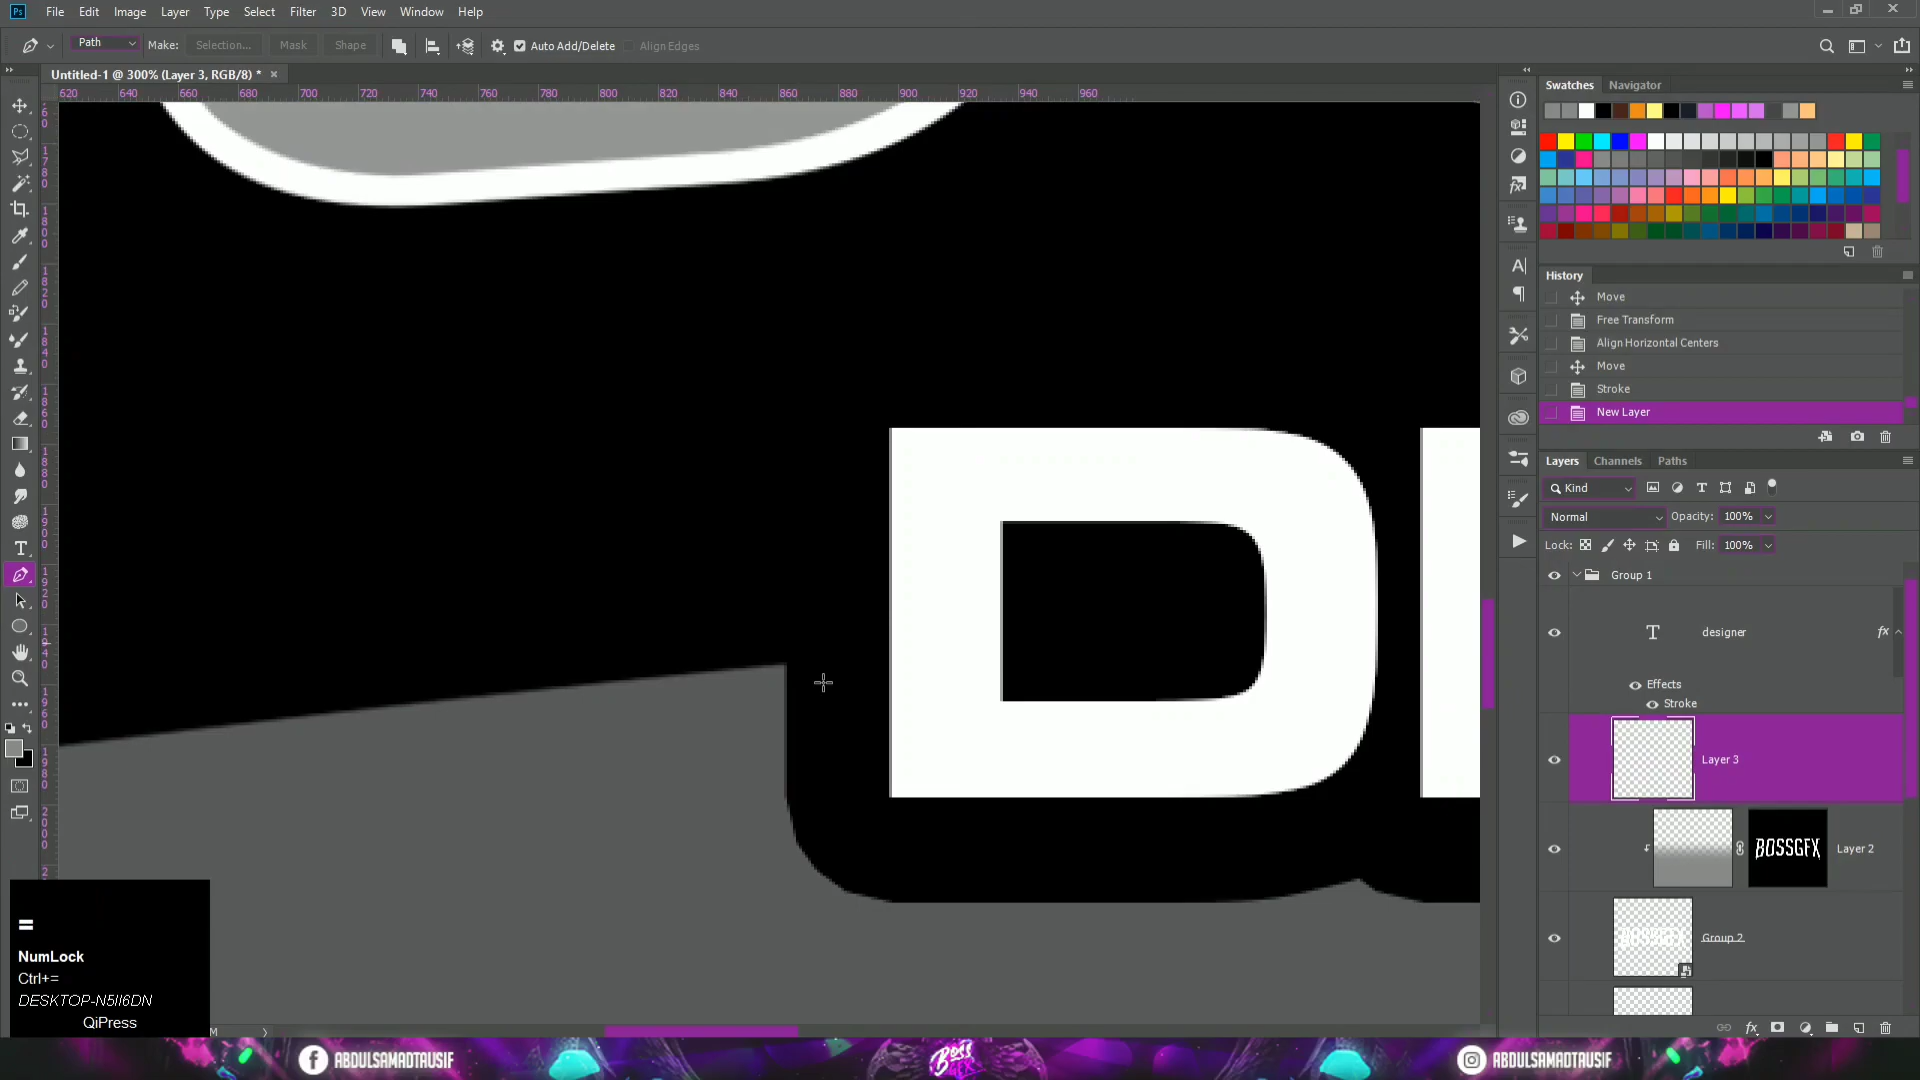 Ps File Edit Image Layer Type Select Filter 3D View Window Help
Path Make: Selection... Mask Shape Auto Add/Delete Align Edges
Untitled-1 @ 300% (Layer 3, RGB/8) *
620 640 660 680 700 720 740 760 780 800 820 840 860 880 900 920 940 960
Swatches Navigator
History
Move
Free Transform
Align Horizontal Centers
Move
Stroke
New Layer
Layers Channels Paths
Kind
Normal Opacity: 100%
Lock: Fill: 100%
Group 1
T designer fx
Effects
Stroke
Layer 3
BOSSGFX Layer 2
BOSSGFX Group 2
D
=
NumLock
Ctrl+=
DESKTOP-N5II6DN
QiPress
M
ABDULSAMADTAUSIF
BOSS GFX
ABDULSAMADTAUSIF